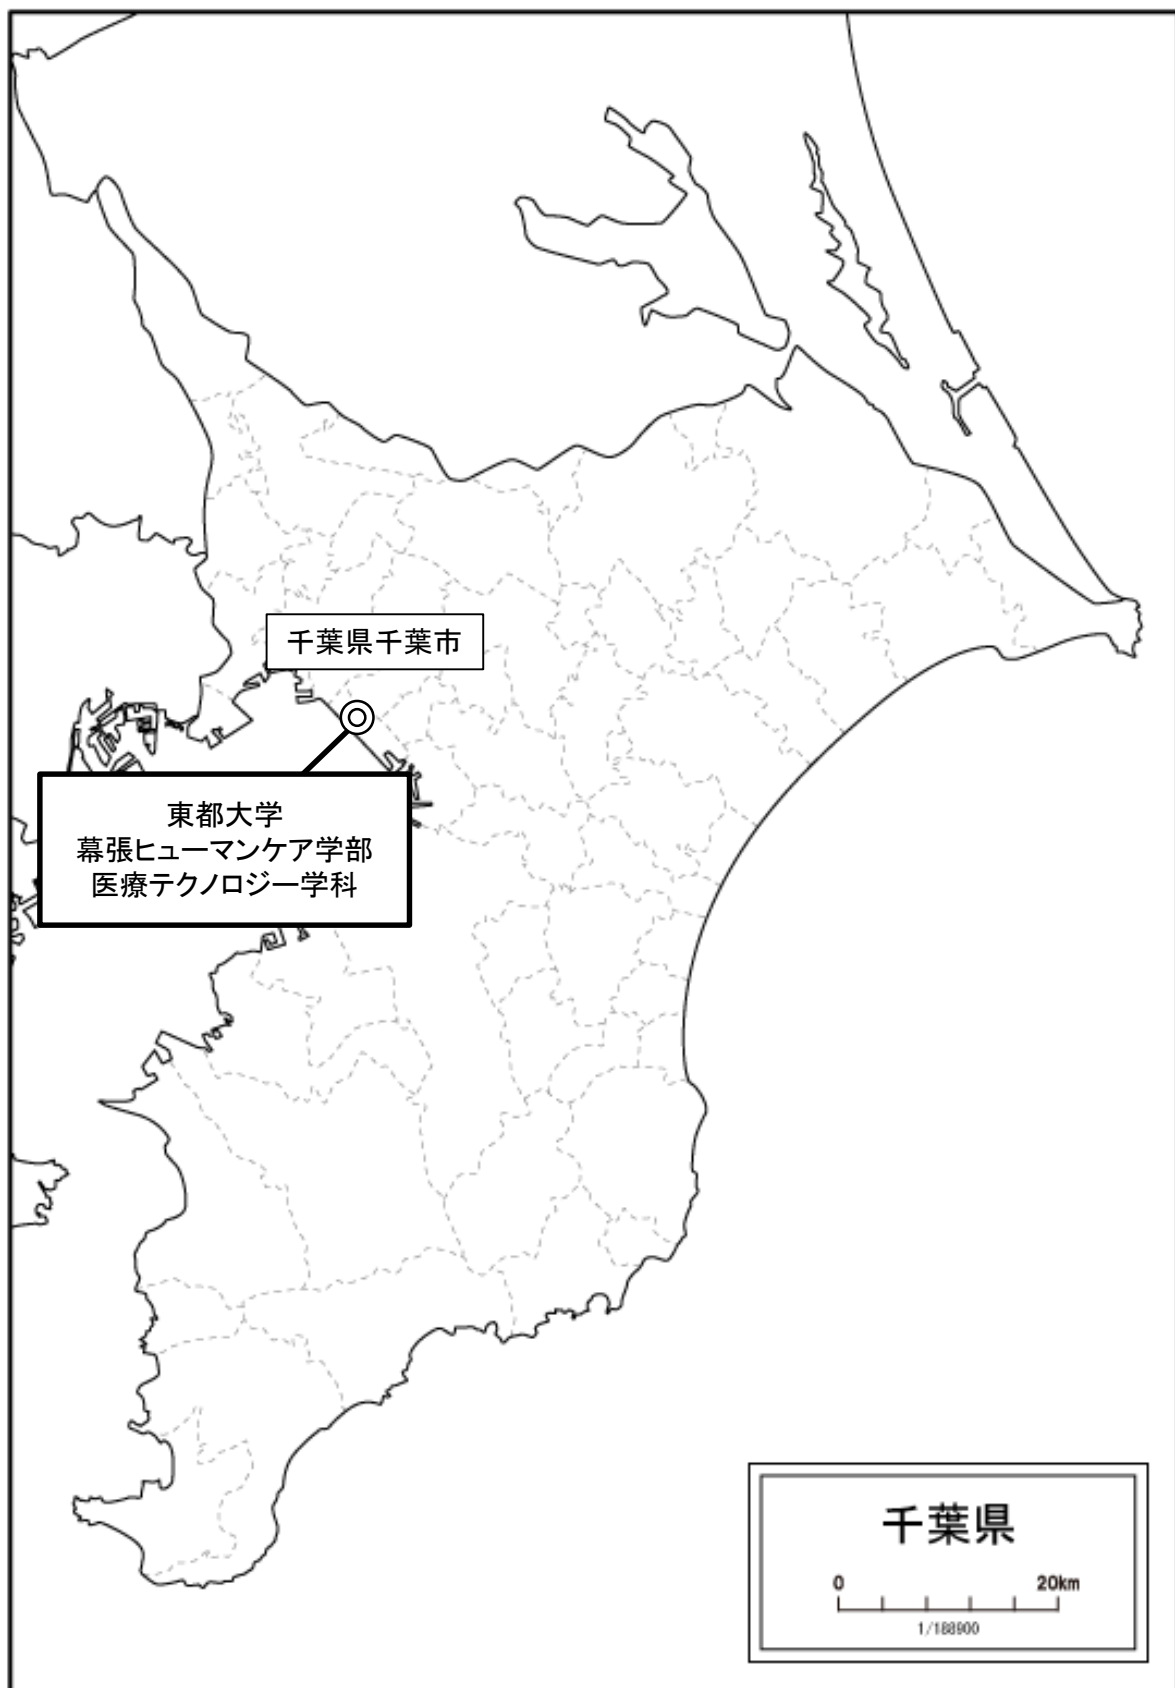 千葉県千葉市
東都大学
幕張ヒューマンケア学部
医療テクノロジー学科
千葉県
0 20km
1/188900